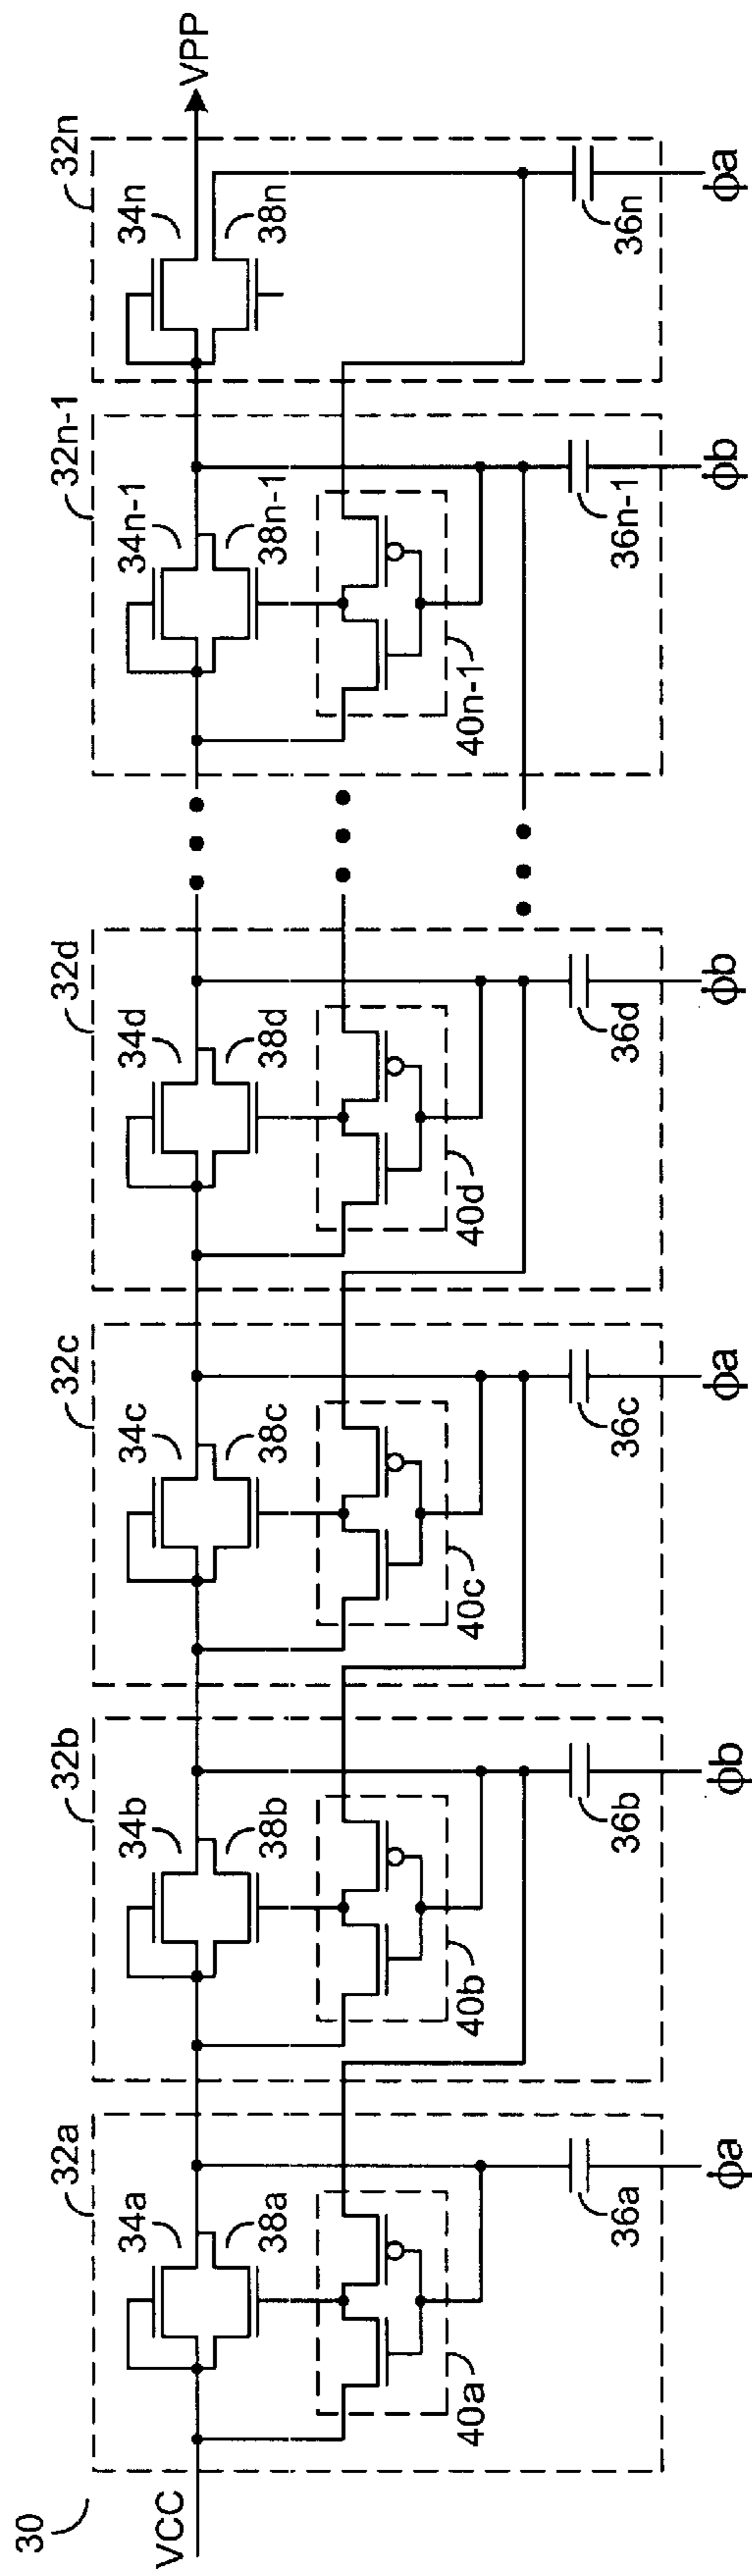 30
VCC
32a
34a
38a
40a
36a
ϕa
32b
34b
38b
40b
36b
ϕb
32c
34c
38c
40c
36c
ϕa
32d
34d
38d
40d
36d
ϕb
32n-1
34n-1
38n-1
40n-1
36n-1
ϕb
32n
34n
38n
36n
ϕa
VPP